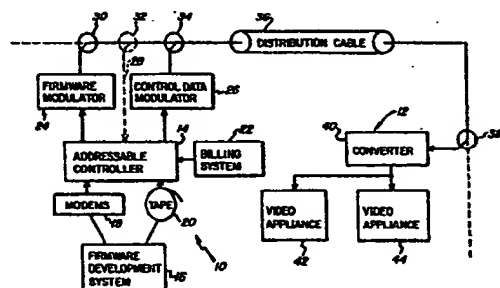 30
32
34
36
DISTRIBUTION CABLE
28
FIRMWARE
MODULATOR
24
CONTROL DATA
MODULATOR
26
14
22
ADDRESSABLE
CONTROLLER
BILLING
SYSTEM
12
40
CONVERTER
38
MODEMS
18
TAPE
20
10
VIDEO
APPLIANCE
42
VIDEO
APPLIANCE
44
FIRMWARE
DEVELOPMENT
SYSTEM
16